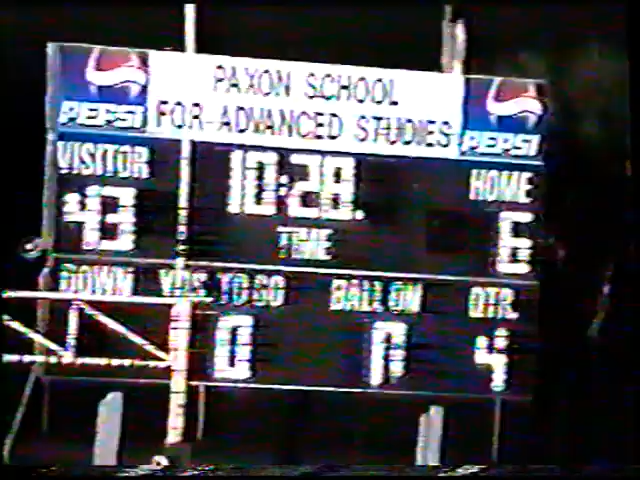 PEPSI PAXON SCHOOL PEPSI
FOR-ADVANCED STUDIES
VISITOR 10:28 HOME
43 TIME 6
DOWN YDS. TO GO BALL ON QTR.
0 0 4